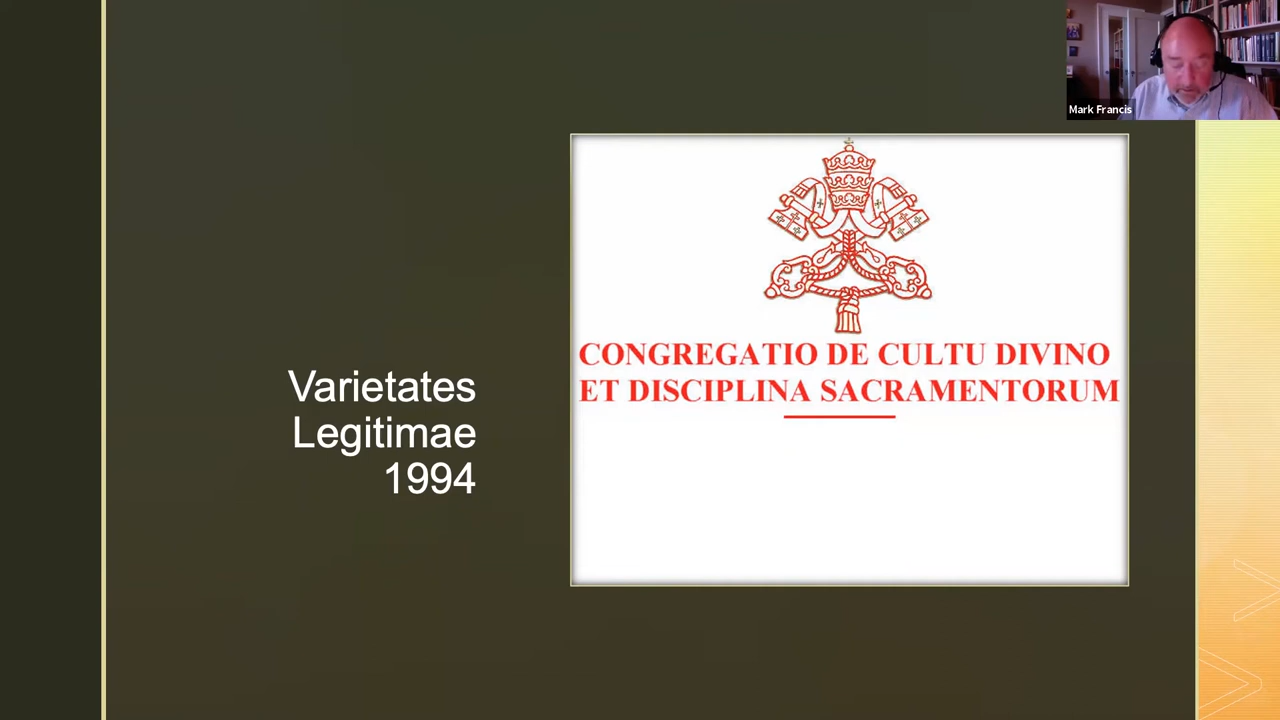 Mark Francis
Varietates
Legitimae
1994
CONGREGATIO DE CULTU DIVINO
ET DISCIPLINA SACRAMENTORUM